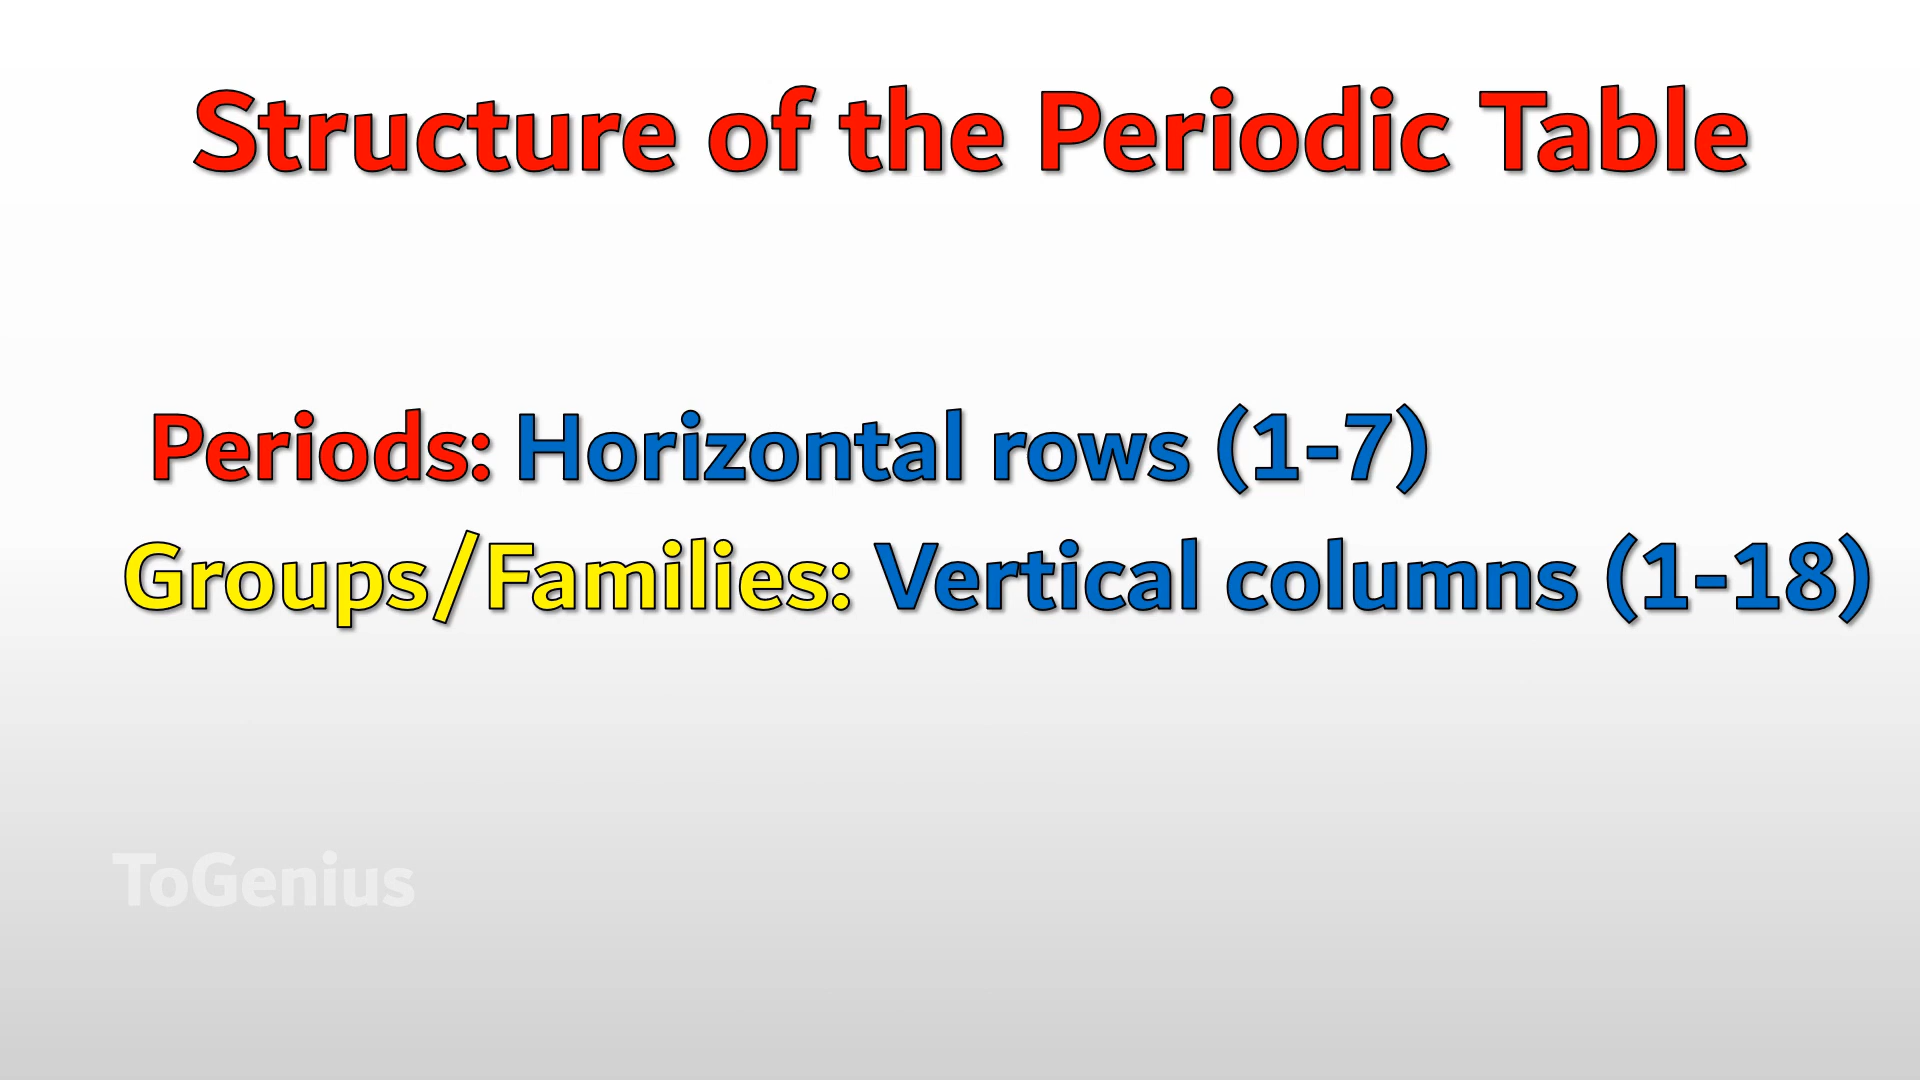 Structure of the Periodic Table
Periods: Horizontal rows (1-7)
Groups/Families: Vertical columns (1-18)
ToGenius